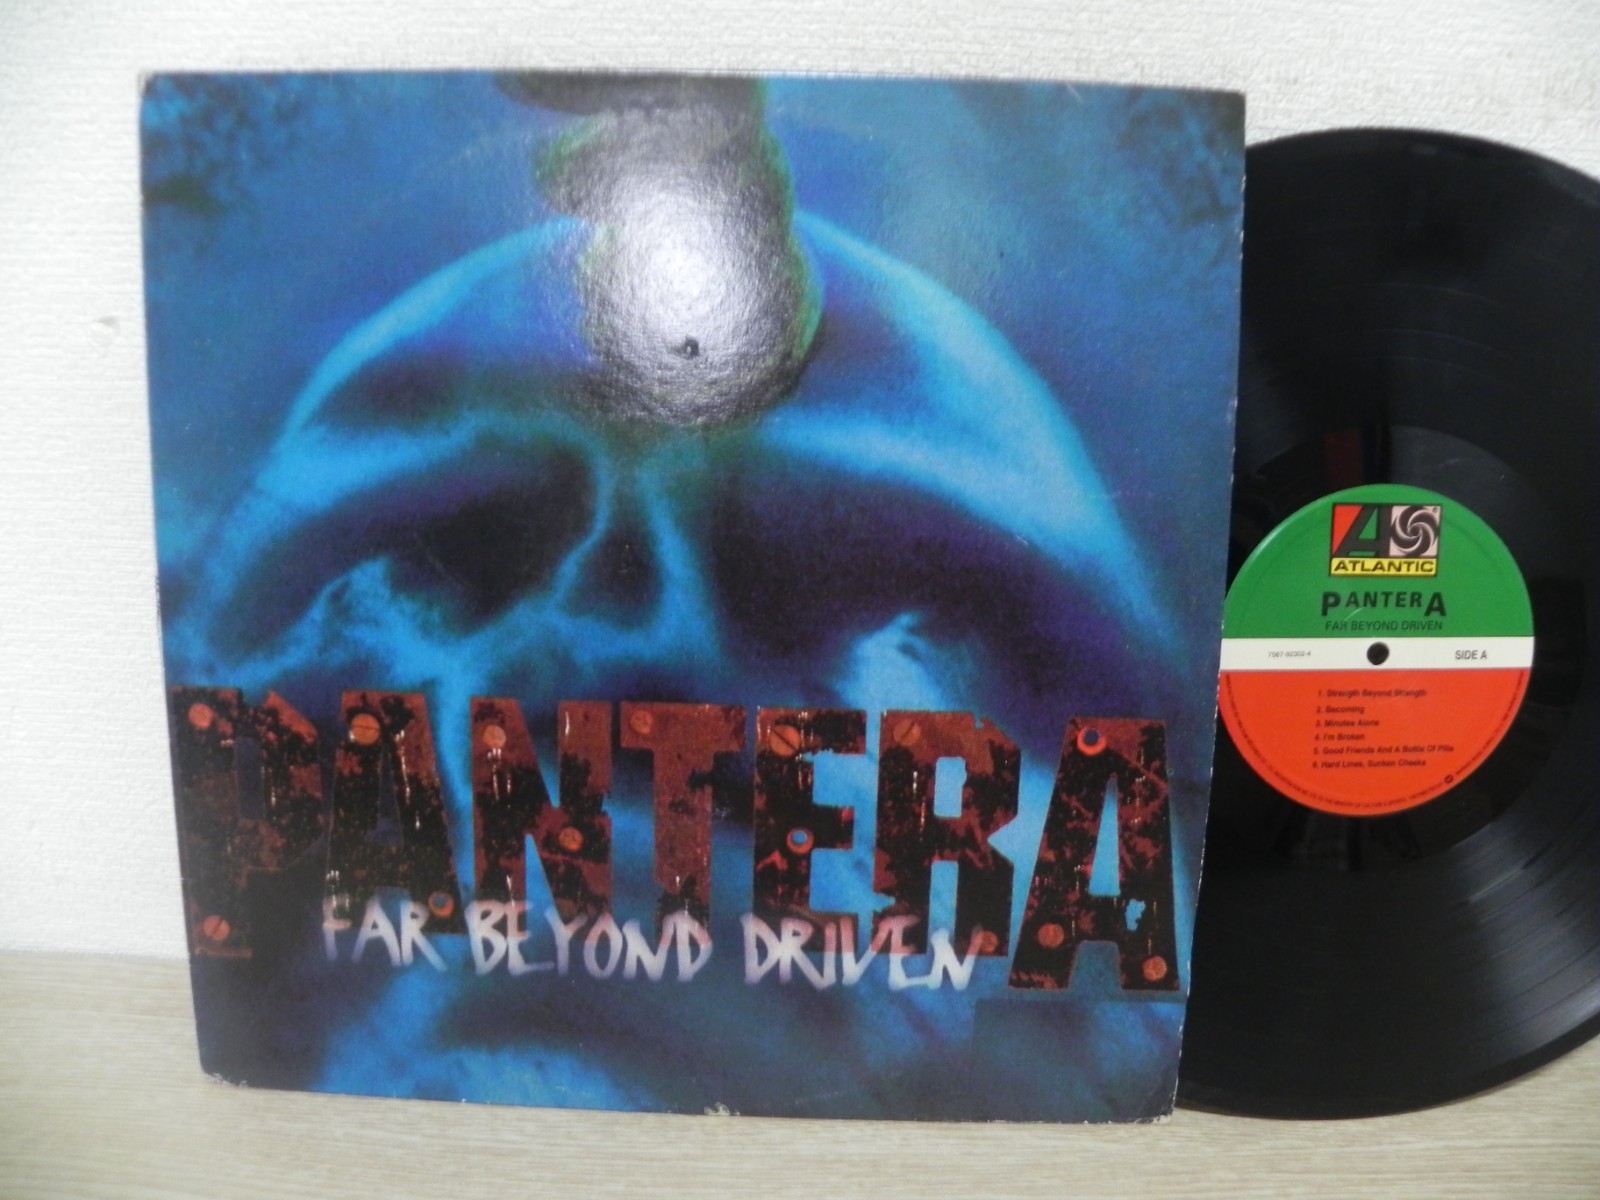 PANTERA
FAR BEYOND DRIVEN
ATLANTIC
PANTERA
FAR BEYOND DRIVEN
SIDE A
1. Strength Beyond Strength
2. Becoming
3. Minutes Alone
4. I'm Broken
5. Good Friends And A Bottle Of Pills
6. Hard Lines, Sunken Cheeks